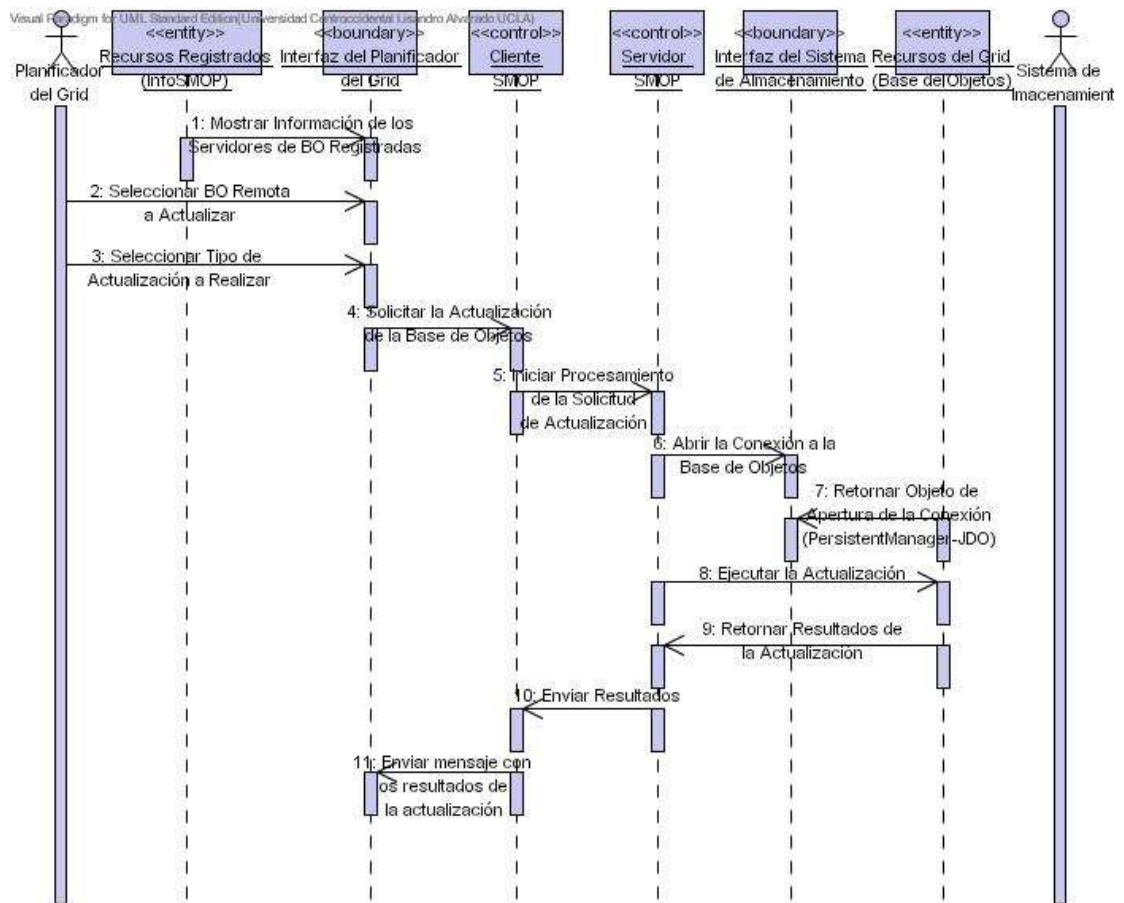 Visual Paradigm for UML Standard Edition(Universidad Centroccidental Lisandro Alvarado UCLA)
<<entity>>
Recursos Registrados
(InfoSMOP)
<<boundary>>
Interfaz del Planificador
del Grid
<<control>>
Cliente
SMOP
<<control>>
Servidor
SMOP
<<boundary>>
Interfaz del Sistema
de Almacenamiento
<<entity>>
Recursos del Grid
(Base de Objetos)
Planificador
del Grid
Sistema de
lmacenamient
1: Mostrar Información de los
Servidores de BO Registradas
2: Seleccionar BO Remota
a Actualizar
3: Seleccionar Tipo de
Actualización a Realizar
4: Solicitar la Actualización
de la Base de Objetos
5: Iniciar Procesamiento
de la Solicitud
de Actualización
6: Abrir la Conexión a la
Base de Objetos
7: Retornar Objeto de
Apertura de la Conexión
(PersistentManager-JDO)
8: Ejecutar la Actualización
9: Retornar Resultados de
la Actualización
10: Enviar Resultados
11: Enviar mensaje con
os resultados de
la actualización